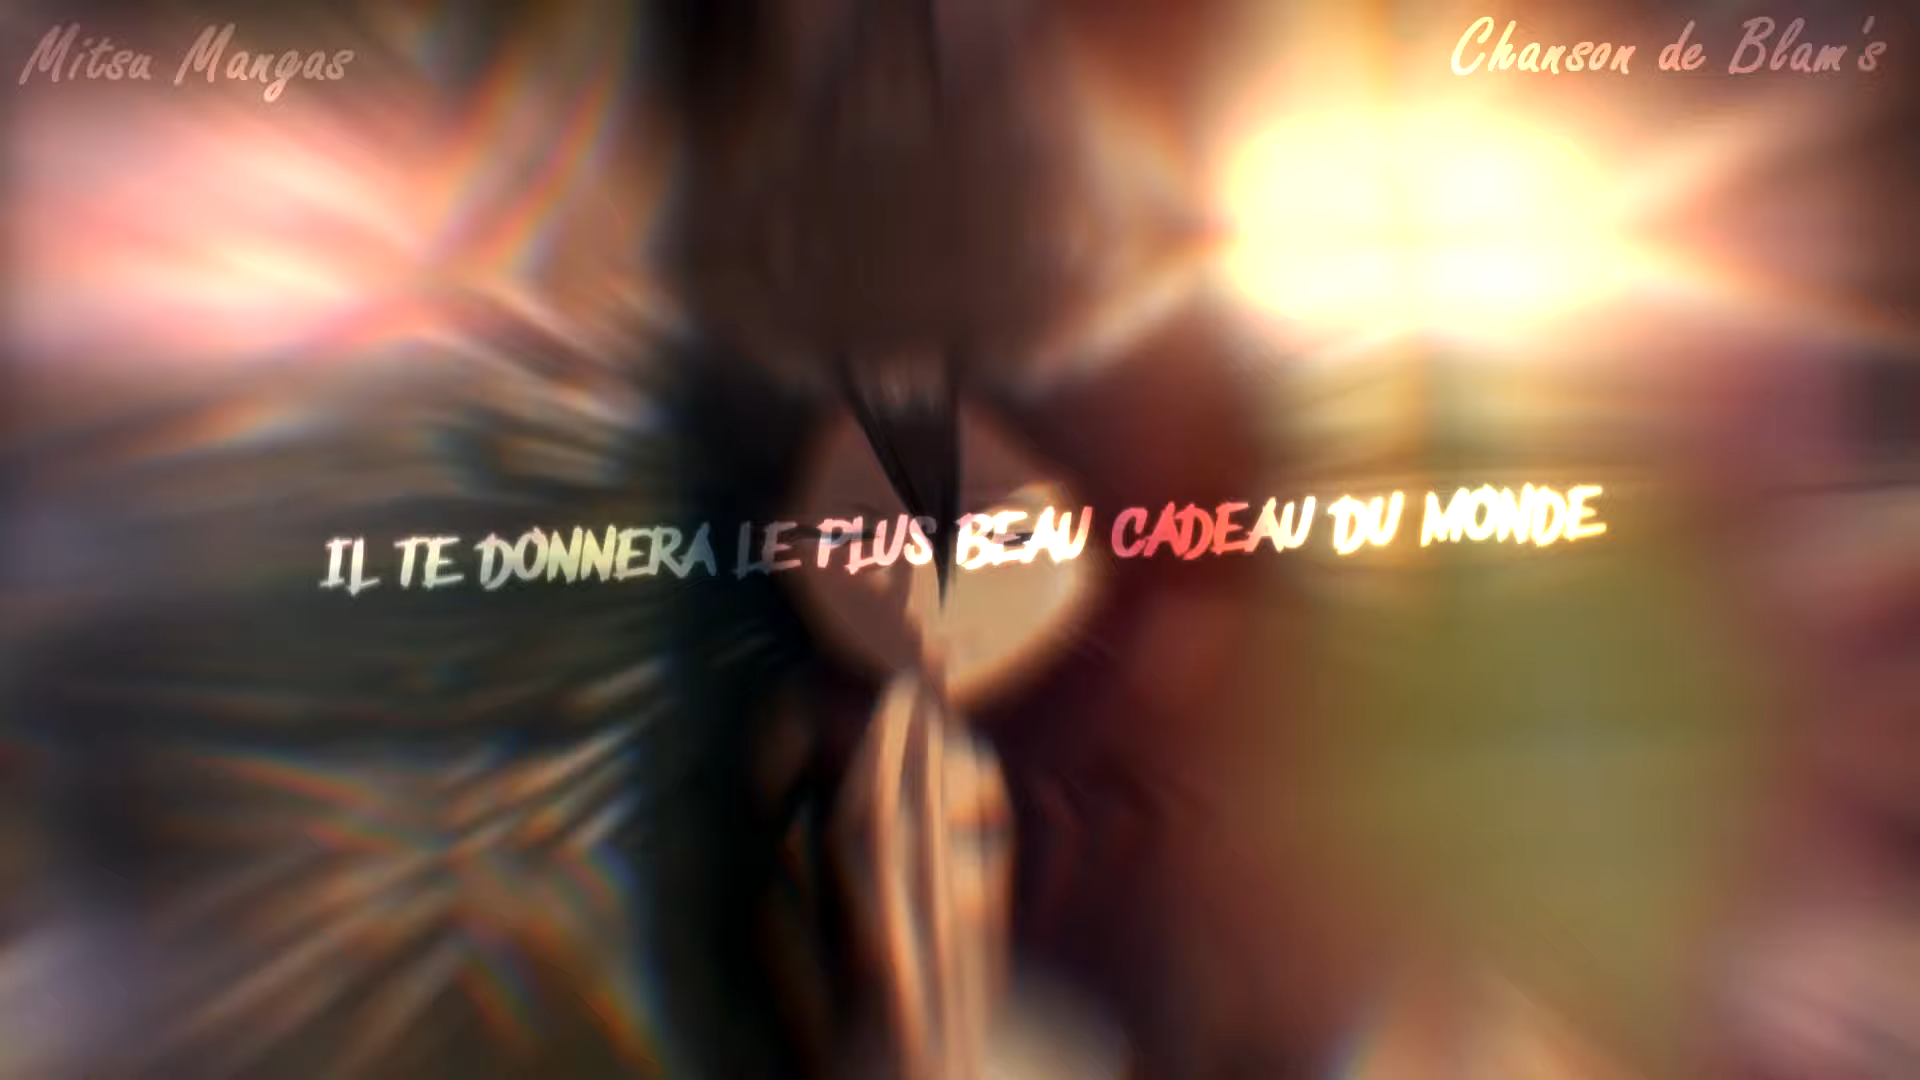 Mitsu Mangas
Chanson de Blam's
IL TE DONNERA LE PLUS BEAU CADEAU DU MONDE